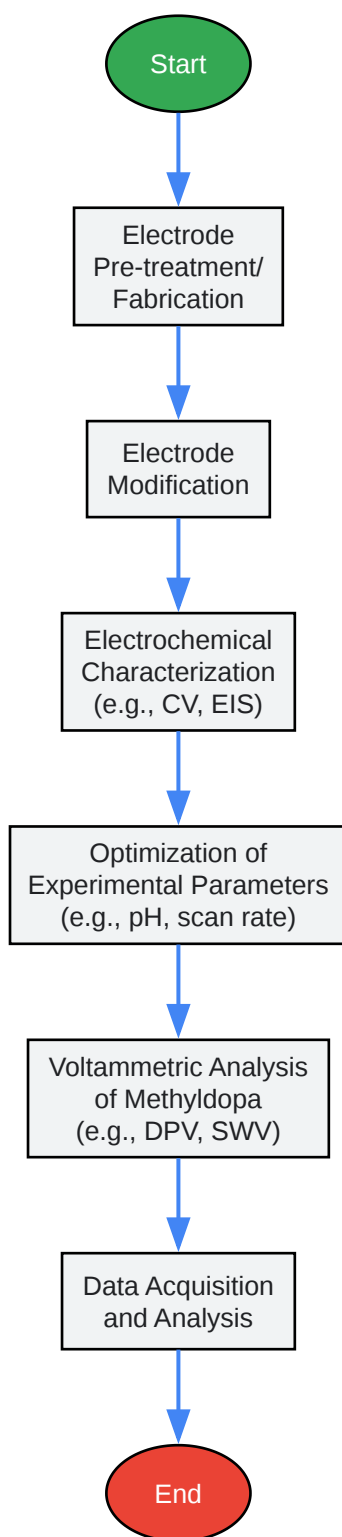 Start
Electrode
Pre-treatment/
Fabrication
Electrode
Modification
Electrochemical
Characterization
(e.g., CV, EIS)
Optimization of
Experimental Parameters
(e.g., pH, scan rate)
Voltammetric Analysis
of Methyldopa
(e.g., DPV, SWV)
Data Acquisition
and Analysis
End